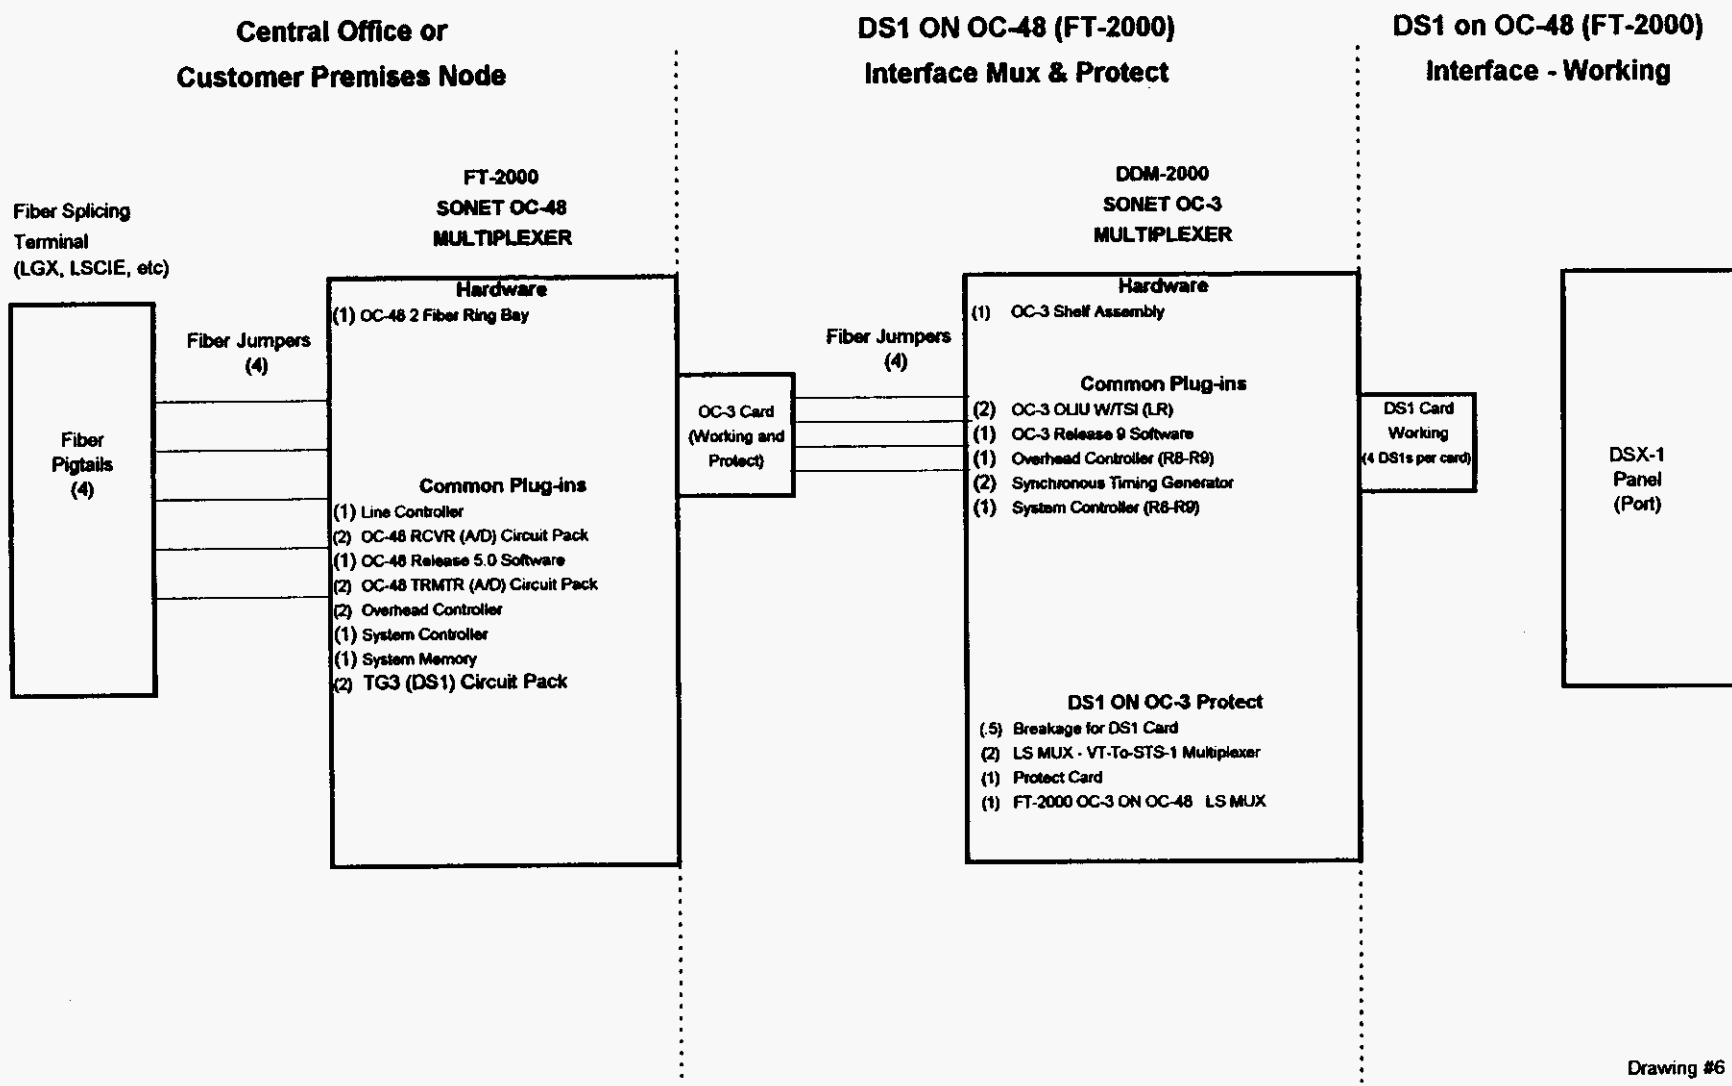 Central Office or
Customer Premises Node
DS1 ON OC-48 (FT-2000)
Interface Mux & Protect
DS1 on OC-48 (FT-2000)
Interface - Working
Fiber Splicing
Terminal
(LGX, LSCIE, etc)
Fiber
Pigtails
(4)
Fiber Jumpers
(4)
FT-2000
SONET OC-48
MULTIPLEXER
Hardware
(1) OC-48 2 Fiber Ring Bay
Common Plug-ins
(1) Line Controller
(2) OC-48 RCVR (A/D) Circuit Pack
(1) OC-48 Release 5.0 Software
(2) OC-48 TRMTR (A/D) Circuit Pack
(2) Overhead Controller
(1) System Controller
(1) System Memory
(2) TG3 (DS1) Circuit Pack
OC-3 Card
(Working and
Protect)
Fiber Jumpers
(4)
DDM-2000
SONET OC-3
MULTIPLEXER
Hardware
(1) OC-3 Shelf Assembly
Common Plug-ins
(2) OC-3 OLIU W/TSI (LR)
(1) OC-3 Release 9 Software
(1) Overhead Controller (R8-R9)
(2) Synchronous Timing Generator
(1) System Controller (R8-R9)
DS1 ON OC-3 Protect
(.5) Breakage for DS1 Card
(2) LS MUX - VT-To-STS-1 Multiplexer
(1) Protect Card
(1) FT-2000 OC-3 ON OC-48 LS MUX
DS1 Card
Working
(4 DS1s per card)
DSX-1
Panel
(Port)
Drawing #6